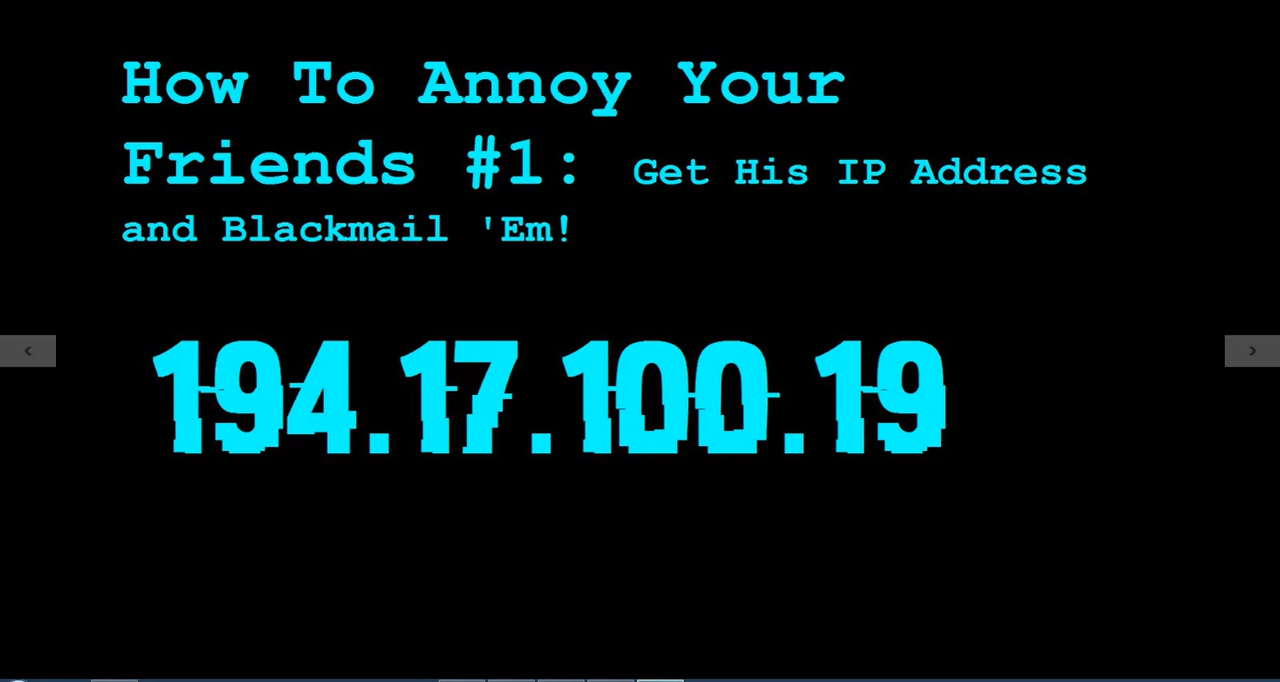 How To Annoy Your
Friends #1: Get His IP Address
and Blackmail 'Em!
194.17.100.19